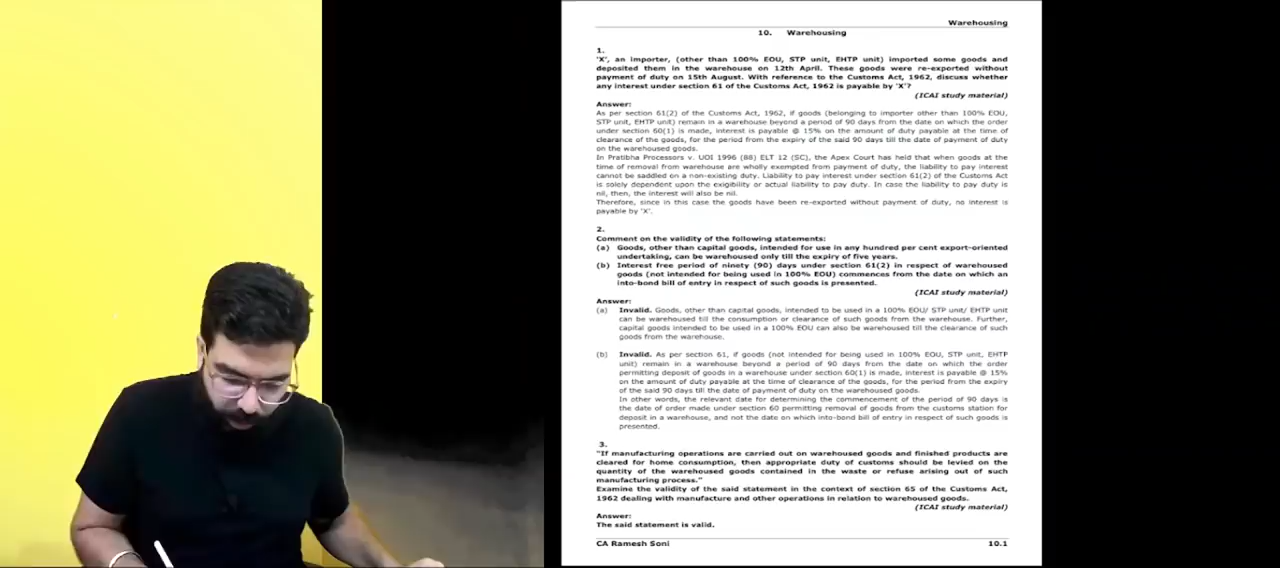 Warehousing
10. Warehousing
1.
'X', an importer, (other than 100% EOU, STP unit, EHTP unit) imported some goods and
deposited them in the warehouse on 12th April. These goods were re-exported without
payment of duty on 15th August. With reference to the Customs Act, 1962, discuss whether
any interest under section 61 of the Customs Act, 1962 is payable by 'X'?
(ICAI study material)
Answer:
As per section 61(2) of the Customs Act, 1962, if goods (belonging to importer other than 100% EOU,
STP unit, EHTP unit) remain in a warehouse beyond a period of 90 days from the date on which the order
under section 60(1) is made, interest is payable @ 15% on the amount of duty payable at the time of
clearance of the goods, for the period from the expiry of the said 90 days till the date of payment of duty
on the warehoused goods.
In Pratibha Processors v. UOI 1996 (88) ELT 12 (SC), the Apex Court has held that when goods at the
time of removal from warehouse are wholly exempted from payment of duty, the liability to pay interest
cannot be saddled on a non-existing duty. Liability to pay interest under section 61(2) of the Customs Act
is solely dependent upon the exigibility or actual liability to pay duty. In case the liability to pay duty is
nil, then, the interest will also be nil.
Therefore, since in this case the goods have been re-exported without payment of duty, no interest is
payable by 'X'.
2.
Comment on the validity of the following statements:
(a) Goods, other than capital goods, intended for use in any hundred per cent export-oriented
undertaking, can be warehoused only till the expiry of five years.
(b) Interest free period of ninety (90) days under section 61(2) in respect of warehoused
goods (not intended for being used in 100% EOU) commences from the date on which an
into-bond bill of entry in respect of such goods is presented.
(ICAI study material)
Answer:
(a) Invalid. Goods, other than capital goods, intended to be used in a 100% EOU/ STP unit/ EHTP unit
can be warehoused till the consumption or clearance of such goods from the warehouse. Further,
capital goods intended to be used in a 100% EOU can also be warehoused till the clearance of such
goods from the warehouse.
(b) Invalid. As per section 61, if goods (not intended for being used in 100% EOU, STP unit, EHTP
unit) remain in a warehouse beyond a period of 90 days from the date on which the order
permitting deposit of goods in a warehouse under section 60(1) is made, interest is payable @ 15%
on the amount of duty payable at the time of clearance of the goods, for the period from the expiry
of the said 90 days till the date of payment of duty on the warehoused goods.
In other words, the relevant date for determining the commencement of the period of 90 days is
the date of order made under section 60 permitting removal of goods from the customs station for
deposit in a warehouse, and not the date on which into-bond bill of entry in respect of such goods is
presented.
3.
"If manufacturing operations are carried out on warehoused goods and finished products are
cleared for home consumption, then appropriate duty of customs should be levied on the
quantity of the warehoused goods contained in the waste or refuse arising out of such
manufacturing process."
Examine the validity of the said statement in the context of section 65 of the Customs Act,
1962 dealing with manufacture and other operations in relation to warehoused goods.
(ICAI study material)
Answer:
The said statement is valid.
CA Ramesh Soni 10.1